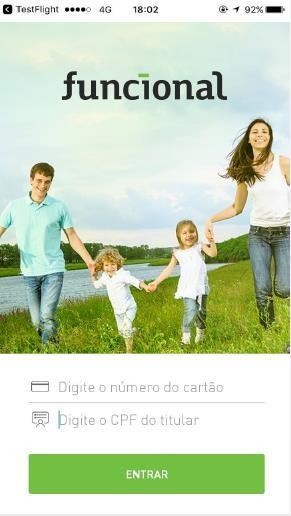 TestFlight 4G 18:02 92%
funcional
Digite o número do cartão
Digite o CPF do titular
ENTRAR